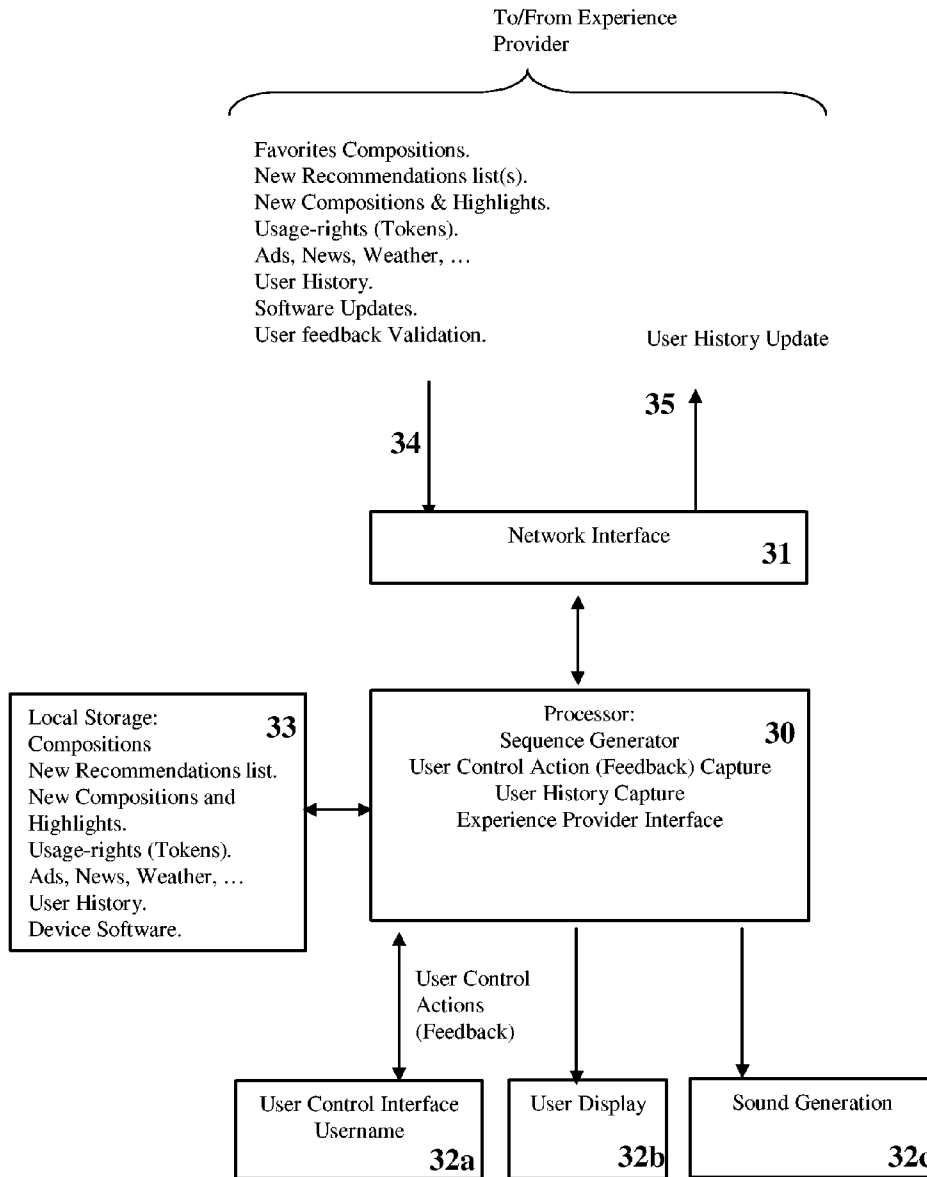 To/From Experience
Provider
Favorites Compositions.
New Recommendations list(s).
New Compositions & Highlights.
Usage-rights (Tokens).
Ads, News, Weather, …
User History.
Software Updates.
User feedback Validation.
User History Update
35
34
Network Interface
31
Local Storage:
33
Compositions
New Recommendations list.
New Compositions and
Highlights.
Usage-rights (Tokens).
Ads, News, Weather, …
User History.
Device Software.
Processor:
30
Sequence Generator
User Control Action (Feedback) Capture
User History Capture
Experience Provider Interface
User Control
Actions
(Feedback)
User Control Interface
Username
32a
User Display
32b
Sound Generation
32c